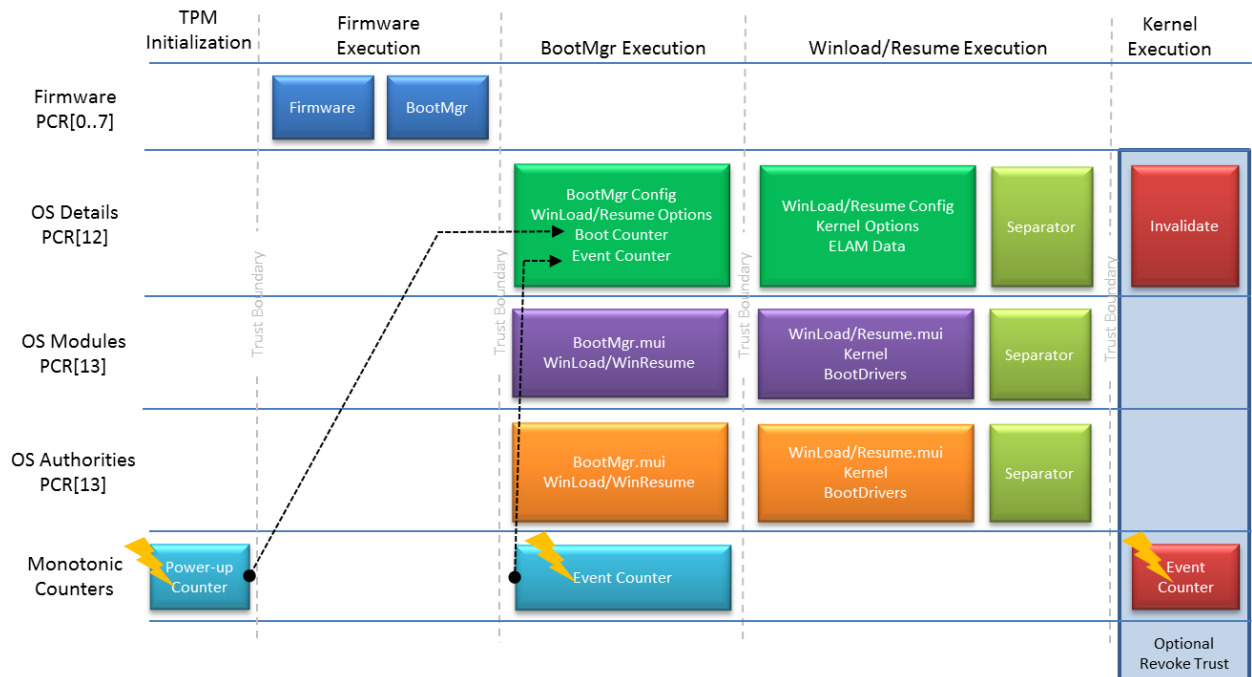 TPM
Initialization
Firmware
Execution
BootMgr Execution
Winload/Resume Execution
Kernel
Execution
Firmware
PCR[0..7]
Firmware
BootMgr
OS Details
PCR[12]
BootMgr Config
WinLoad/Resume Options
Boot Counter
Event Counter
WinLoad/Resume Config
Kernel Options
ELAM Data
Separator
Invalidate
Trust Boundary
Trust Boundary
Trust Boundary
Trust Boundary
OS Modules
PCR[13]
BootMgr.mui
WinLoad/WinResume
WinLoad/Resume.mui
Kernel
BootDrivers
Separator
OS Authorities
PCR[13]
BootMgr.mui
WinLoad/WinResume
WinLoad/Resume.mui
Kernel
BootDrivers
Separator
Monotonic
Counters
Power-up
Counter
Event Counter
Event
Counter
Optional
Revoke Trust